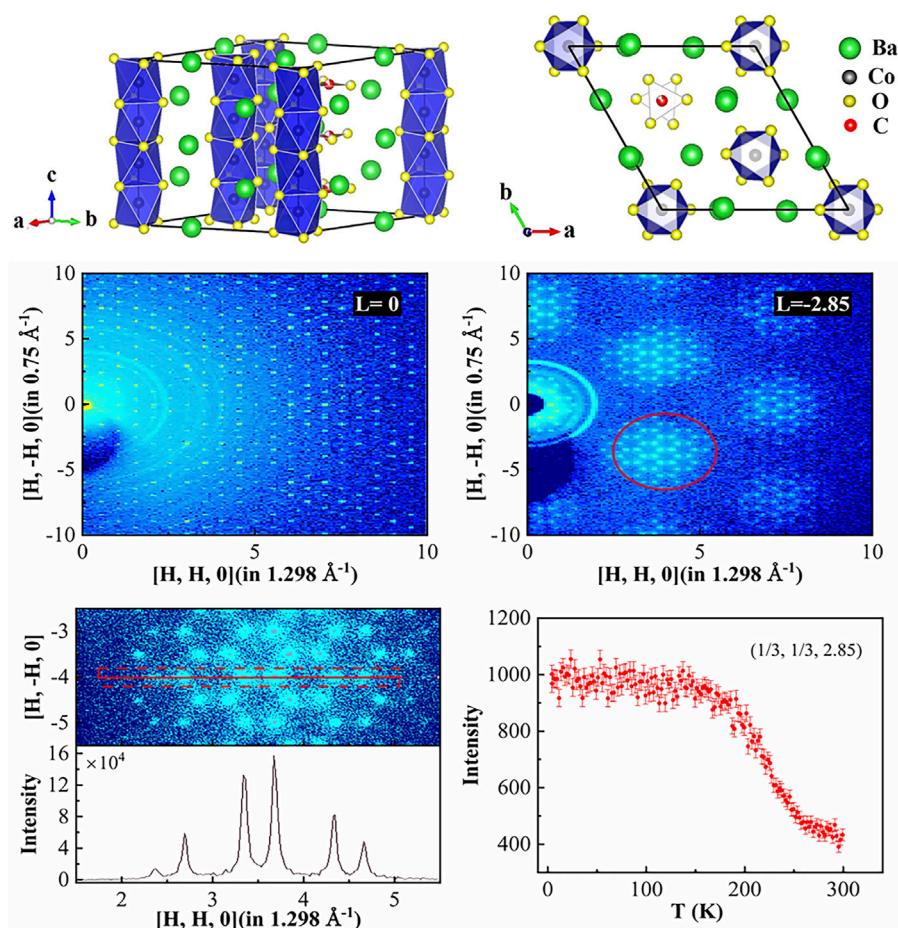 c
a
b
b
a
Ba
Co
O
C
10
5
0
-5
-10
[H, -H, 0](in 0.75 Å⁻¹)
L= 0
0
5
10
[H, H, 0](in 1.298 Å⁻¹)
10
5
0
-5
-10
[H, -H, 0](in 0.75 Å⁻¹)
L=-2.85
0
5
10
[H, H, 0](in 1.298 Å⁻¹)
[H, -H, 0]
-3
-4
-5
16
12
8
4
0
×10⁴
Intensity
2
3
4
5
[H, H, 0](in 1.298 Å⁻¹)
1200
1000
800
600
400
Intensity
(1/3, 1/3, 2.85)
0
100
200
300
T (K)